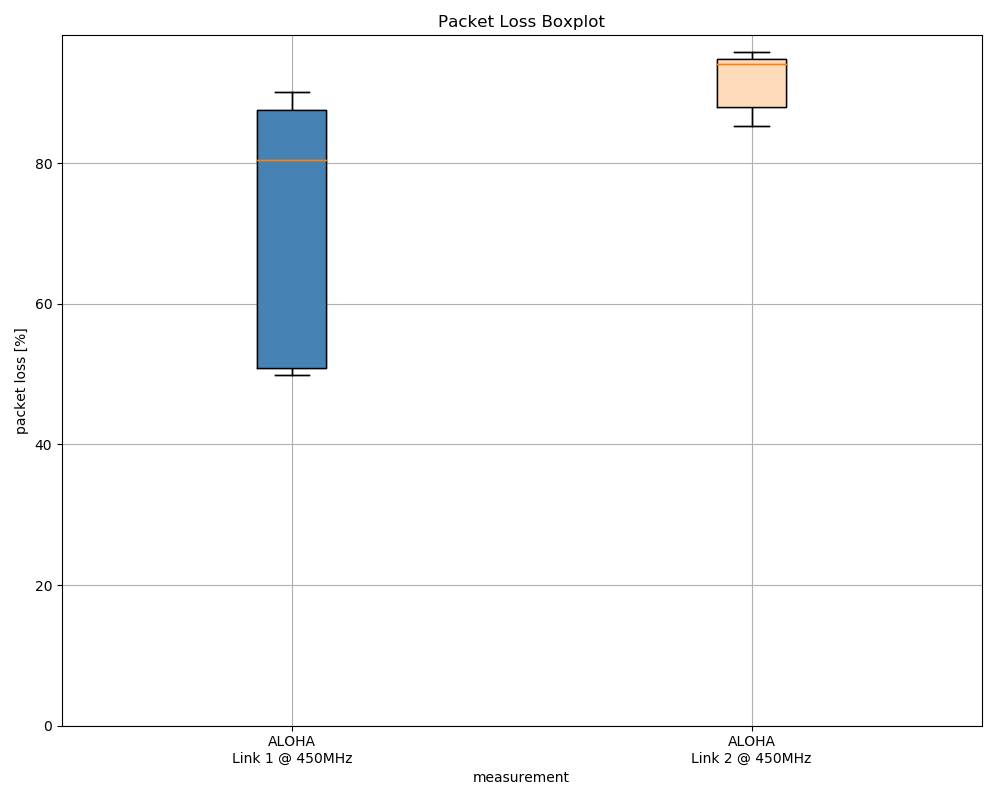 Packet Loss Boxplot
80
60
40
20
0
packet loss [%]
ALOHA
Link 1 @ 450MHz
ALOHA
Link 2 @ 450MHz
measurement